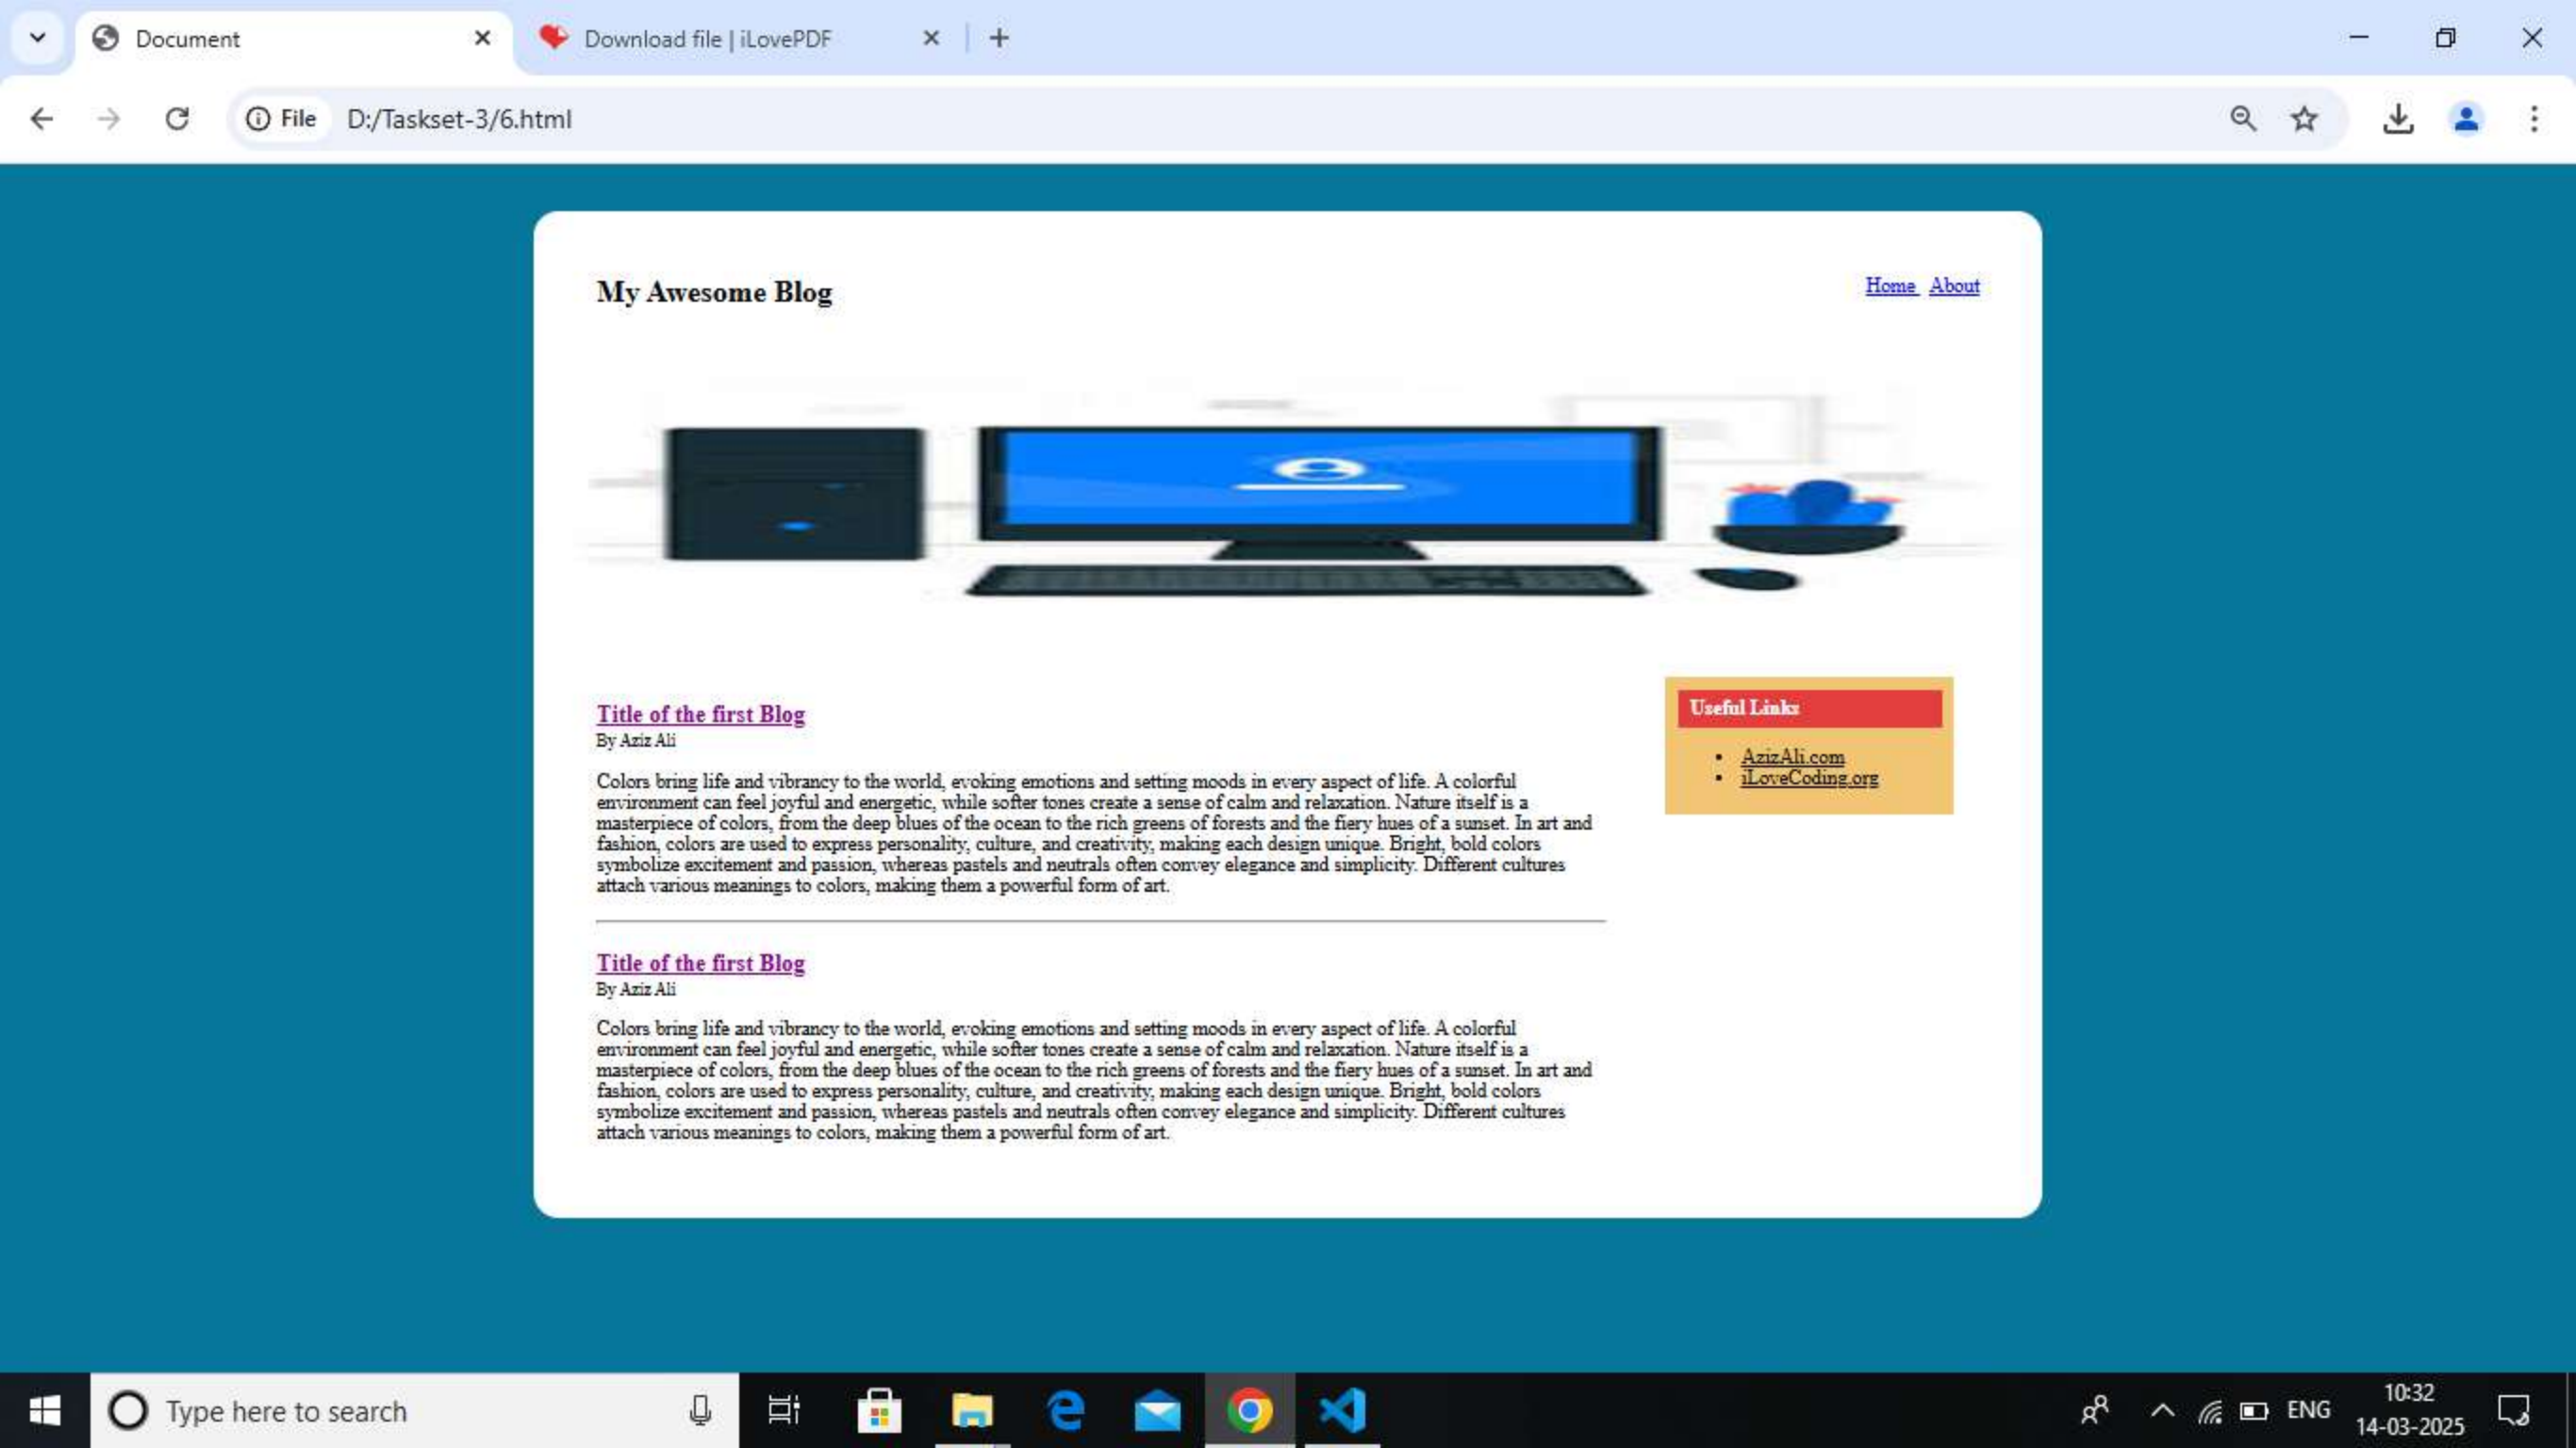 Document
Download file | iLovePDF
File
D:/Taskset-3/6.html
My Awesome Blog
Home About
Title of the first Blog
By Aziz Ali
Colors bring life and vibrancy to the world, evoking emotions and setting moods in every aspect of life. A colorful
environment can feel joyful and energetic, while softer tones create a sense of calm and relaxation. Nature itself is a
masterpiece of colors, from the deep blues of the ocean to the rich greens of forests and the fiery hues of a sunset. In art and
fashion, colors are used to express personality, culture, and creativity, making each design unique. Bright, bold colors
symbolize excitement and passion, whereas pastels and neutrals often convey elegance and simplicity. Different cultures
attach various meanings to colors, making them a powerful form of art.
Useful Links
AzizAli.com
iLoveCoding.org
Title of the first Blog
By Aziz Ali
Colors bring life and vibrancy to the world, evoking emotions and setting moods in every aspect of life. A colorful
environment can feel joyful and energetic, while softer tones create a sense of calm and relaxation. Nature itself is a
masterpiece of colors, from the deep blues of the ocean to the rich greens of forests and the fiery hues of a sunset. In art and
fashion, colors are used to express personality, culture, and creativity, making each design unique. Bright, bold colors
symbolize excitement and passion, whereas pastels and neutrals often convey elegance and simplicity. Different cultures
attach various meanings to colors, making them a powerful form of art.
Type here to search
ENG
10:32
14-03-2025